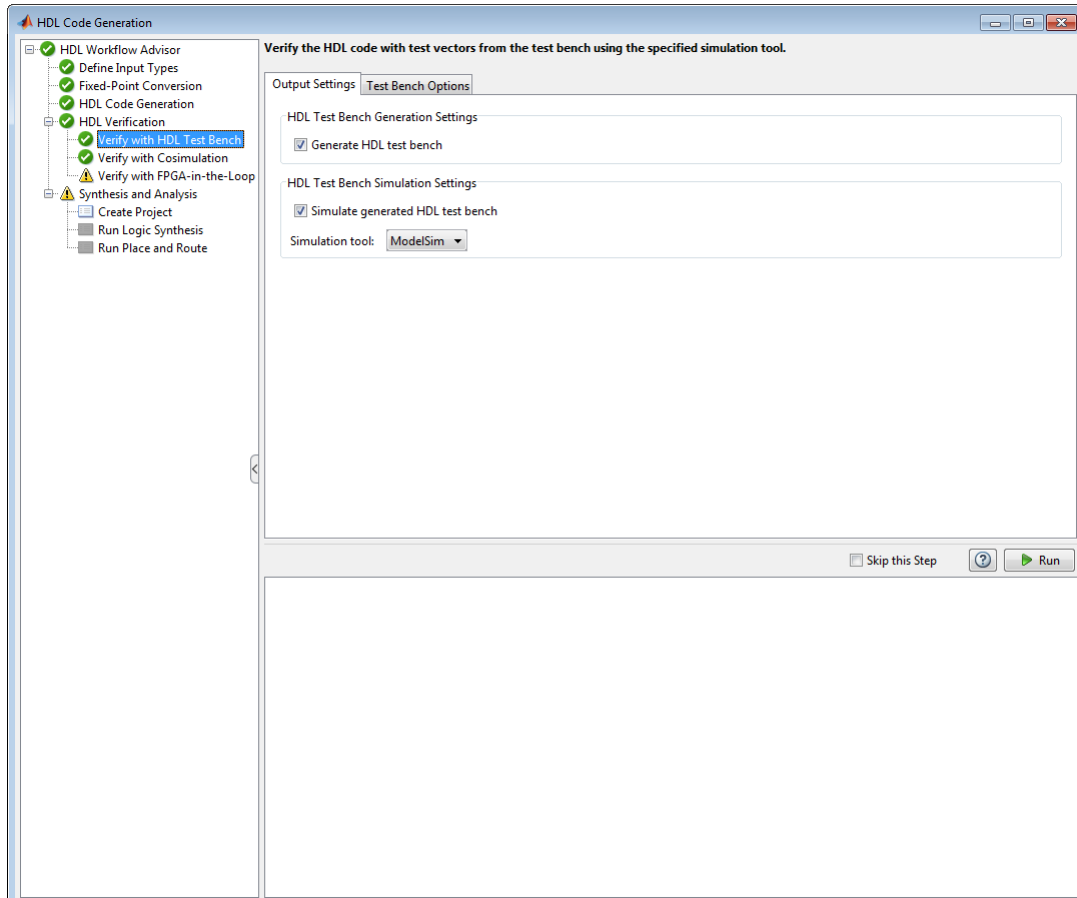 HDL Code Generation
HDL Workflow Advisor
Define Input Types
Fixed-Point Conversion
HDL Code Generation
HDL Verification
Verify with HDL Test Bench
Verify with Cosimulation
Verify with FPGA-in-the-Loop
Synthesis and Analysis
Create Project
Run Logic Synthesis
Run Place and Route
Verify the HDL code with test vectors from the test bench using the specified simulation tool.
Output Settings Test Bench Options
HDL Test Bench Generation Settings
Generate HDL test bench
HDL Test Bench Simulation Settings
Simulate generated HDL test bench
Simulation tool: ModelSim
Skip this Step ? Run